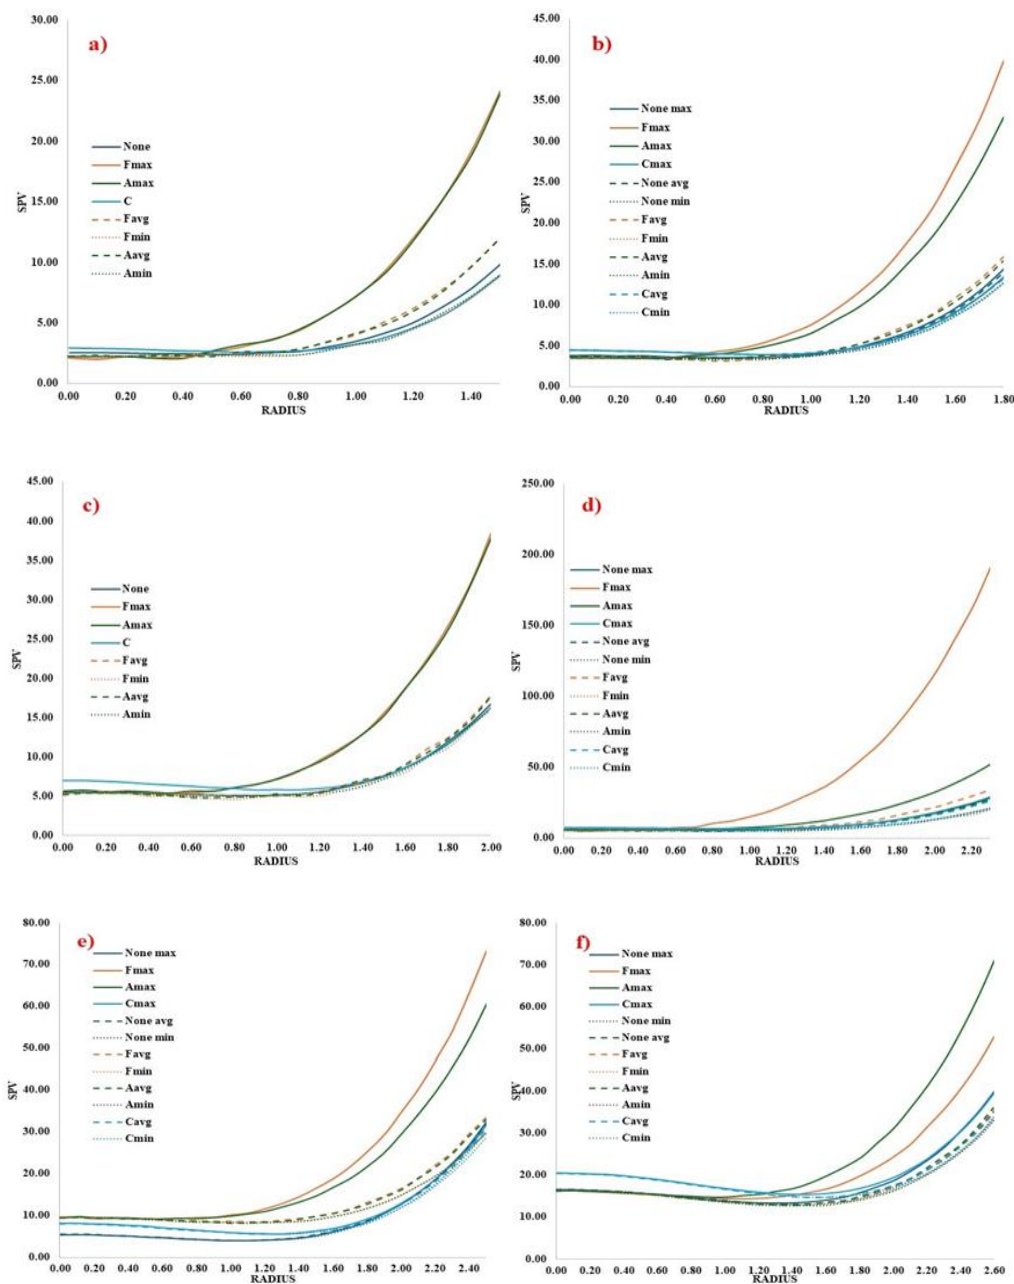 a)
30.00
25.00
20.00
15.00
10.00
5.00
0.00
SPV
None
Fmax
Amax
C
Favg
Fmin
Aavg
Amin
0.00 0.20 0.40 0.60 0.80 1.00 1.20 1.40
RADIUS
b)
45.00
40.00
35.00
30.00
25.00
20.00
15.00
10.00
5.00
0.00
SPV
None max
Fmax
Amax
Cmax
None avg
None min
Favg
Fmin
Aavg
Amin
Cavg
Cmin
0.00 0.20 0.40 0.60 0.80 1.00 1.20 1.40 1.60 1.80
RADIUS
c)
45.00
40.00
35.00
30.00
25.00
20.00
15.00
10.00
5.00
0.00
SPV
None
Fmax
Amax
C
Favg
Fmin
Aavg
Amin
0.00 0.20 0.40 0.60 0.80 1.00 1.20 1.40 1.60 1.80 2.00
RADIUS
d)
250.00
200.00
150.00
100.00
50.00
0.00
SPV
None max
Fmax
Amax
Cmax
None avg
None min
Favg
Fmin
Aavg
Amin
Cavg
Cmin
0.00 0.20 0.40 0.60 0.80 1.00 1.20 1.40 1.60 1.80 2.00 2.20
RADIUS
e)
80.00
70.00
60.00
50.00
40.00
30.00
20.00
10.00
0.00
SPV
None max
Fmax
Amax
Cmax
None avg
None min
Favg
Fmin
Aavg
Amin
Cavg
Cmin
0.00 0.20 0.40 0.60 0.80 1.00 1.20 1.40 1.60 1.80 2.00 2.20 2.40
RADIUS
f)
80.00
70.00
60.00
50.00
40.00
30.00
20.00
10.00
0.00
SPV
None max
Fmax
Amax
Cmax
None min
None avg
Favg
Fmin
Aavg
Amin
Cavg
Cmin
0.00 0.20 0.40 0.60 0.80 1.00 1.20 1.40 1.60 1.80 2.00 2.20 2.40 2.60
RADIUS